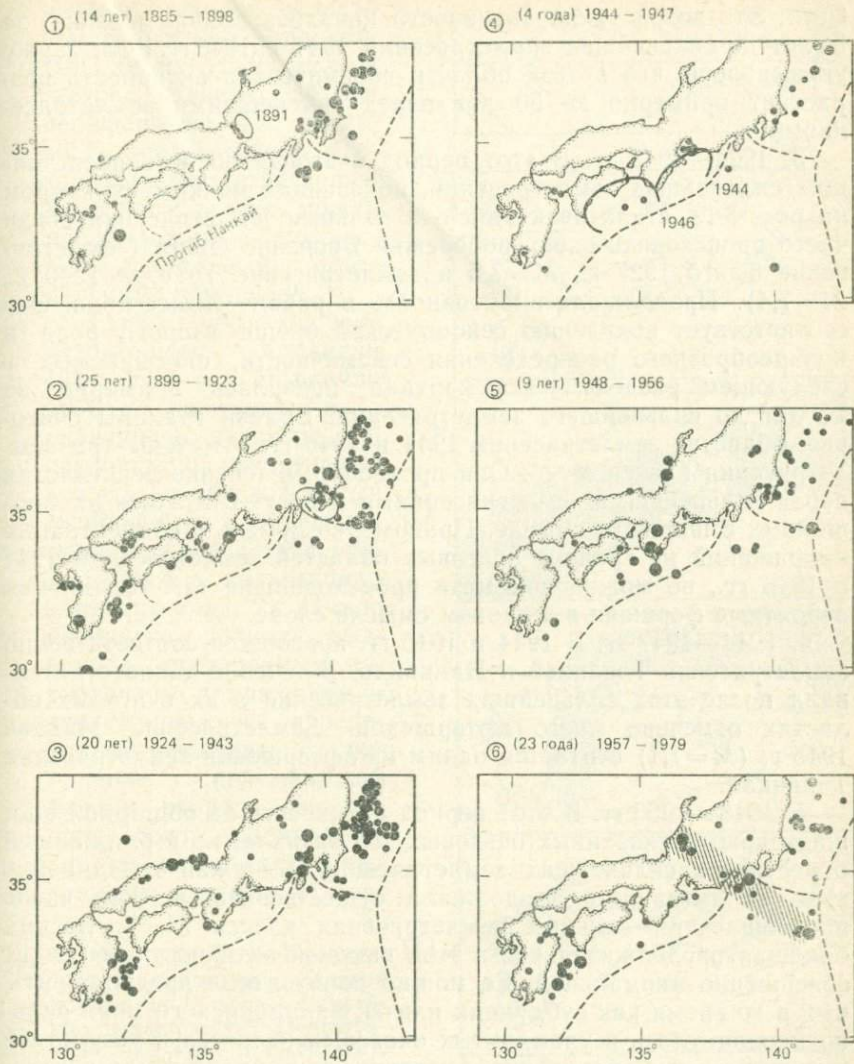 ① (14 лет) 1885 – 1898
1891
35°
Прогиб Нанкай
30°
② (25 лет) 1899 – 1923
35°
30°
③ (20 лет) 1924 – 1943
35°
30°
130° 135° 140°
④ (4 года) 1944 – 1947
1944
1946
⑤ (9 лет) 1948 – 1956
⑥ (23 года) 1957 – 1979
130° 135° 140°